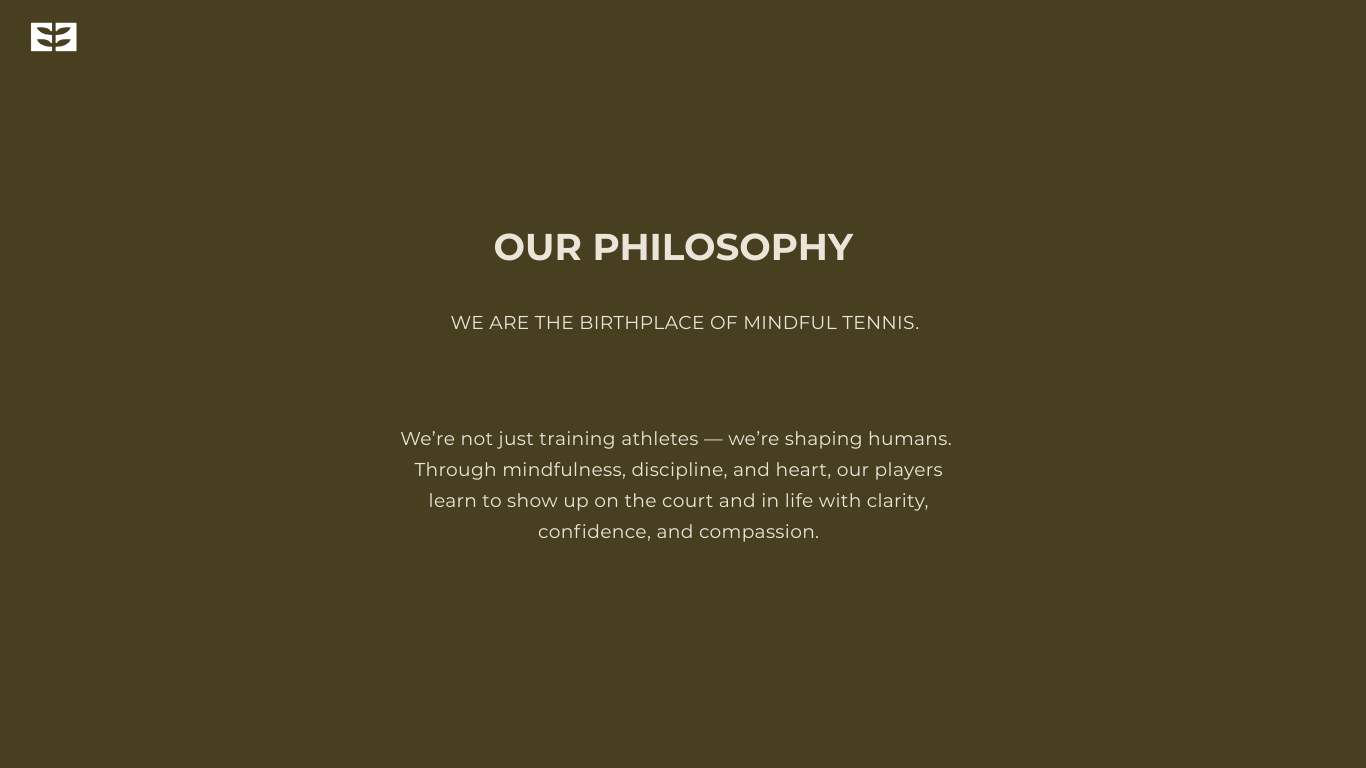 OUR PHILOSOPHY
WE ARE THE BIRTHPLACE OF MINDFUL TENNIS.
We’re not just training athletes — we’re shaping humans.
Through mindfulness, discipline, and heart, our players
learn to show up on the court and in life with clarity,
confidence, and compassion.